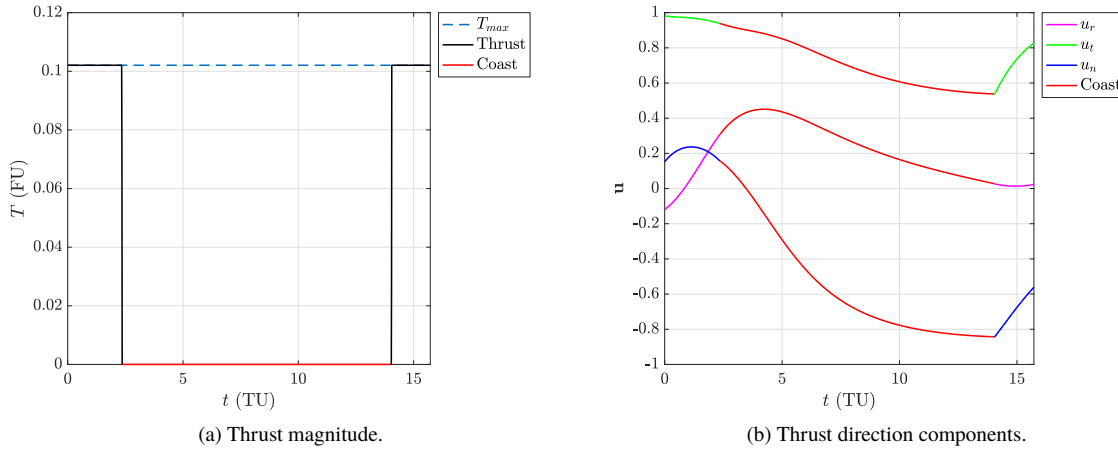 0.12
0.1
0.08
0.06
0.04
0.02
0
T (FU)
0 5 10 15
t (TU)
T_max
Thrust
Coast
(a) Thrust magnitude.
1
0.8
0.6
0.4
0.2
0
-0.2
-0.4
-0.6
-0.8
-1
u
0 5 10 15
t (TU)
u_r
u_t
u_n
Coast
(b) Thrust direction components.